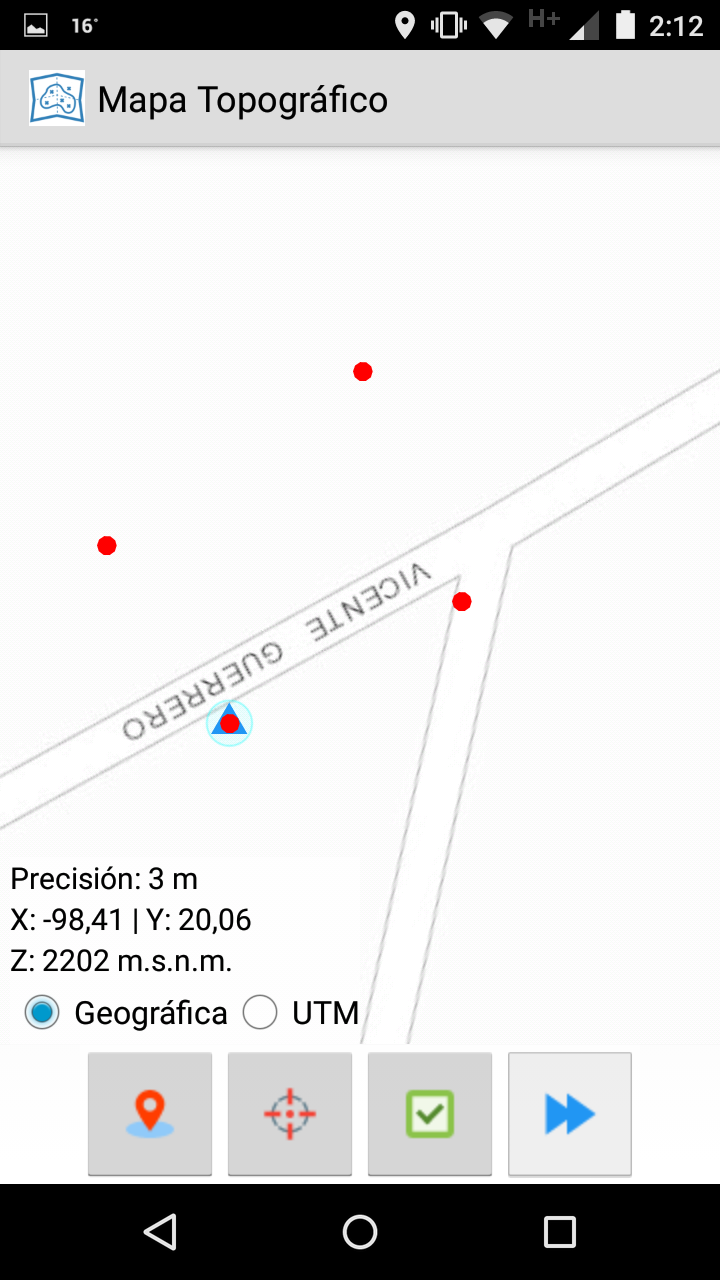 16°
H+
2:12
Mapa Topográfico
VICENTE GUERRERO
Precisión: 3 m
X: -98,41 | Y: 20,06
Z: 2202 m.s.n.m.
Geográfica
UTM